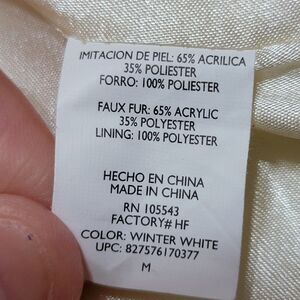 IMITACION DE PIEL: 65% ACRILICA
35% POLIESTER
FORRO: 100% POLIESTER
FAUX FUR: 65% ACRYLIC
35% POLYESTER
LINING: 100% POLYESTER
HECHO EN CHINA
MADE IN CHINA
RN 105543
FACTORY# HF
COLOR: WINTER WHITE
UPC: 827576170377
M